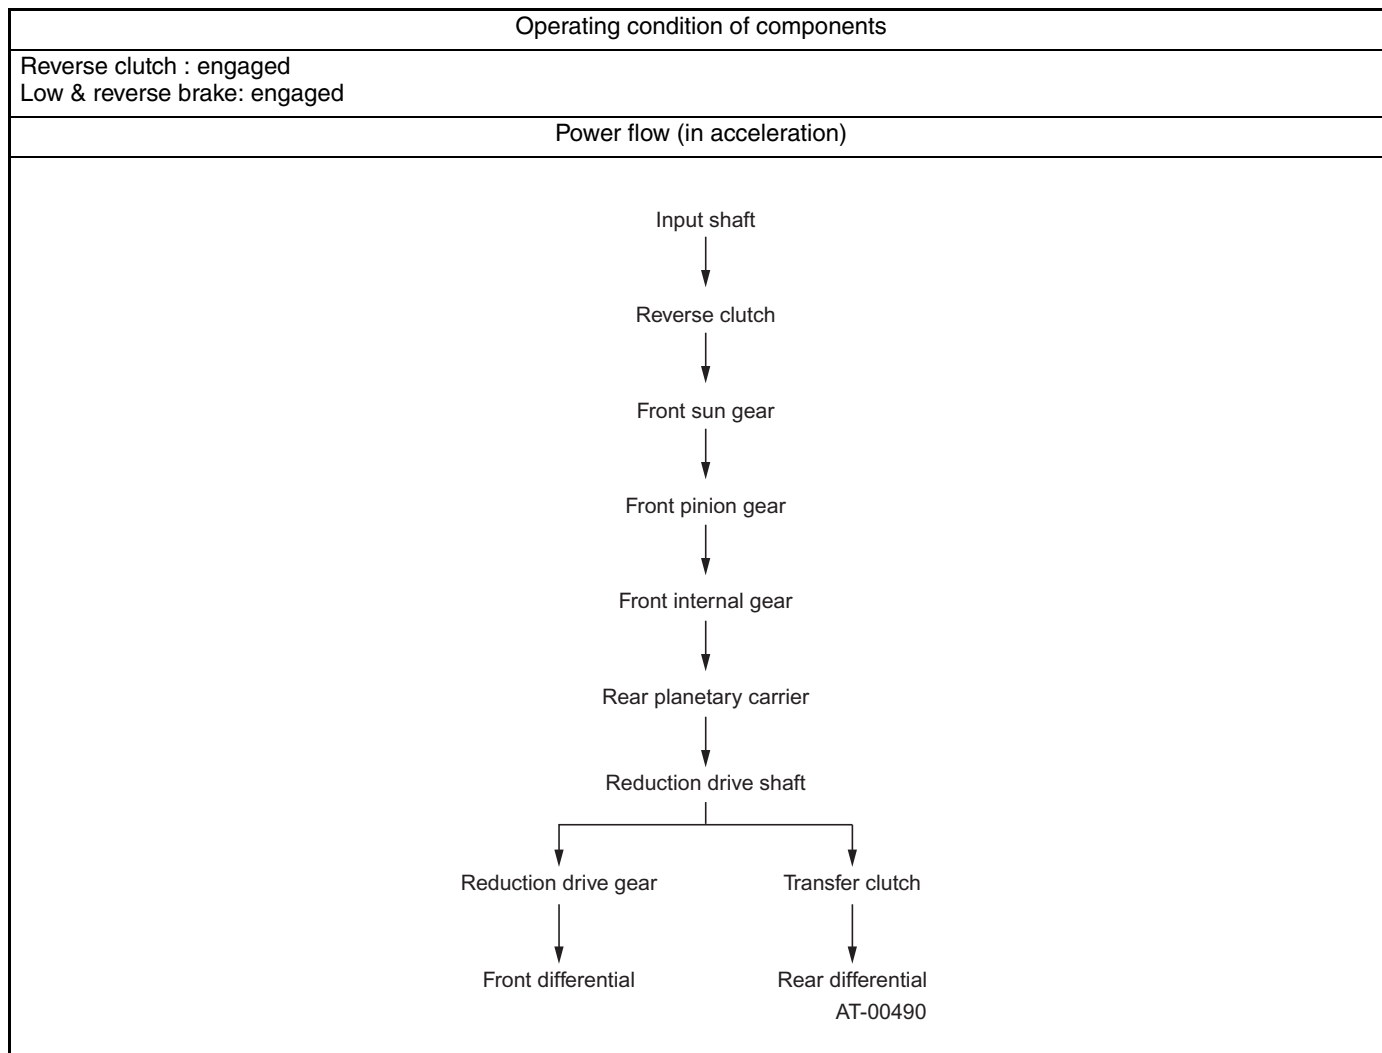 Operating condition of components
Reverse clutch : engaged
Low & reverse brake: engaged
Power flow (in acceleration)
Input shaft
Reverse clutch
Front sun gear
Front pinion gear
Front internal gear
Rear planetary carrier
Reduction drive shaft
Reduction drive gear
Transfer clutch
Front differential
Rear differential
AT-00490